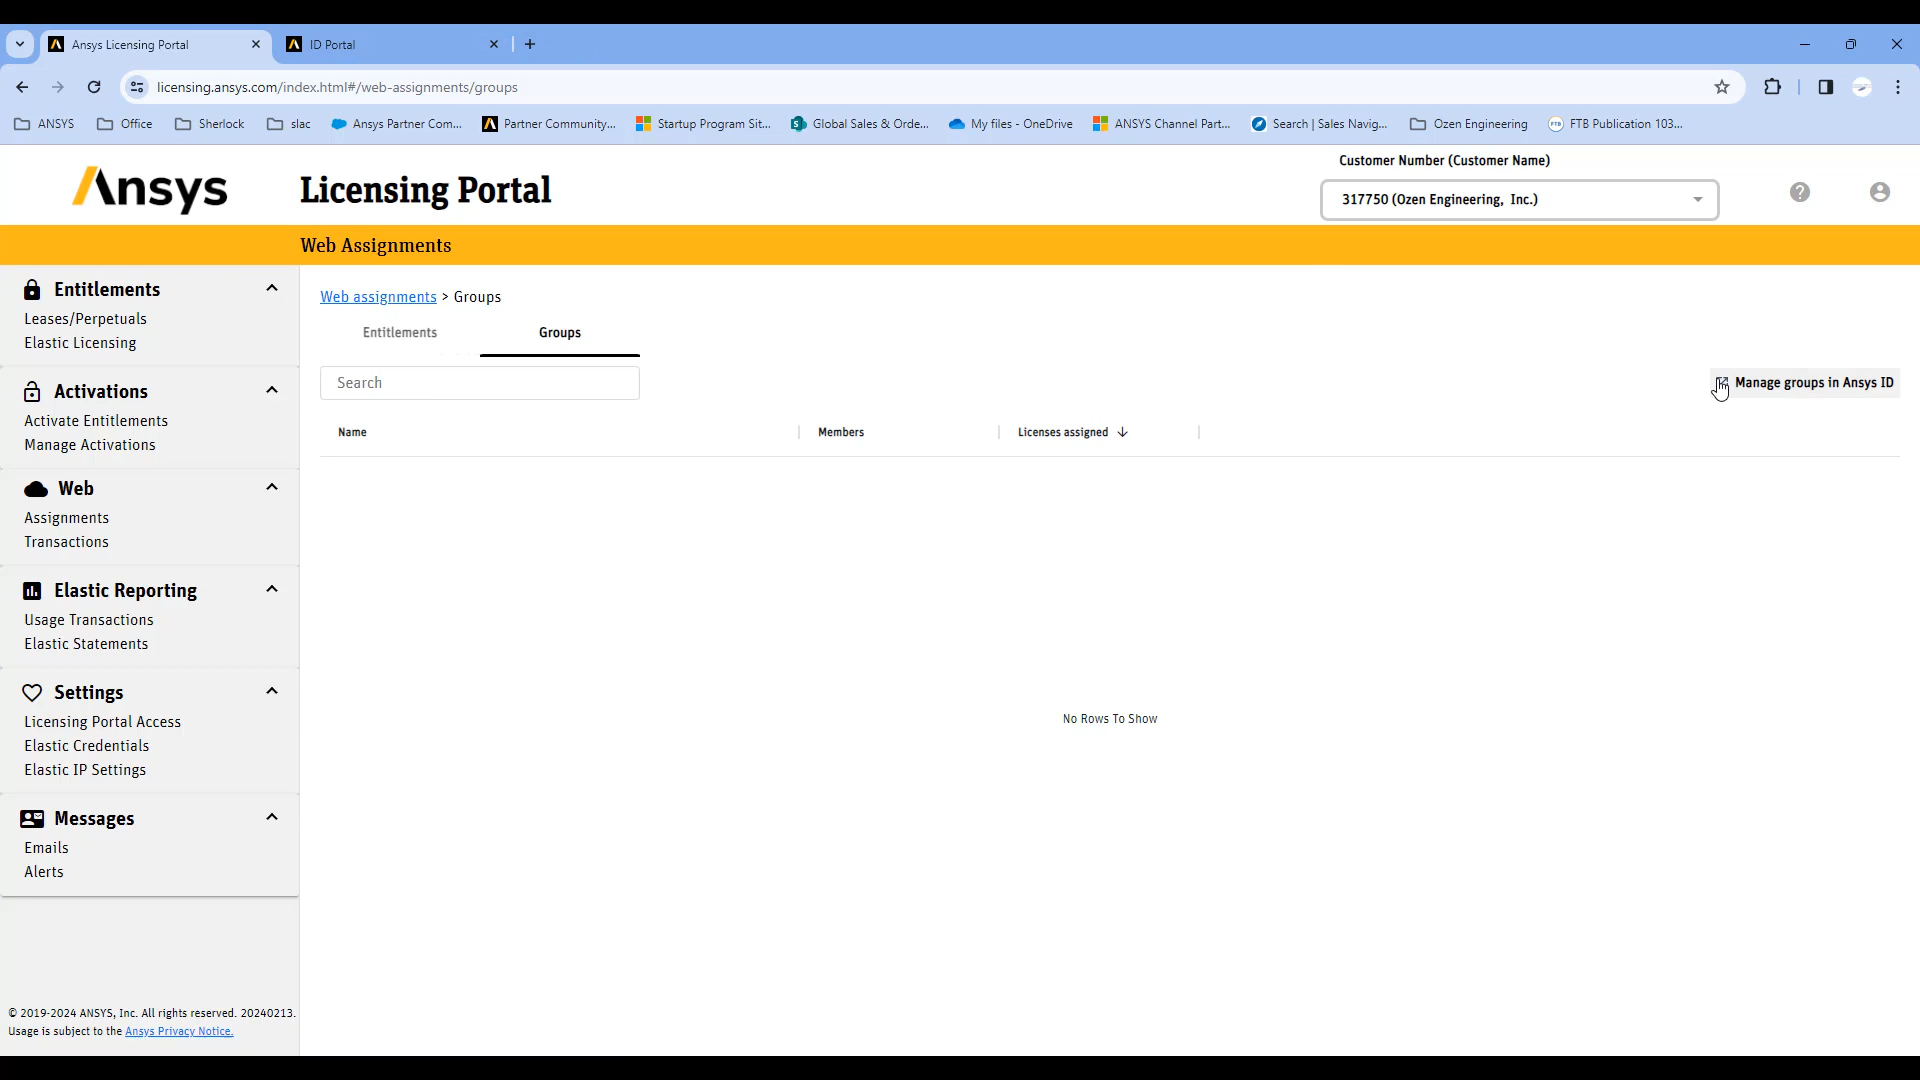 Ansys Licensing Portal
ID Portal
licensing.ansys.com/index.html#/web-assignments/groups
ANSYS
Office
Sherlock
slac
Ansys Partner Com...
Partner Community...
Startup Program Sit...
Global Sales & Orde...
My files - OneDrive
ANSYS Channel Part...
Search | Sales Navig...
Ozen Engineering
FTB Publication 103...
Ansys
Licensing Portal
Customer Number (Customer Name)
317750 (Ozen Engineering, Inc.)
Web Assignments
Entitlements
Leases/Perpetuals
Elastic Licensing
Activations
Activate Entitlements
Manage Activations
Web
Assignments
Transactions
Elastic Reporting
Usage Transactions
Elastic Statements
Settings
Licensing Portal Access
Elastic Credentials
Elastic IP Settings
Messages
Emails
Alerts
© 2019-2024 ANSYS, Inc. All rights reserved. 20240213.
Usage is subject to the Ansys Privacy Notice.
Web assignments > Groups
Entitlements
Groups
Search
Manage groups in Ansys ID
Name
Members
Licenses assigned
No Rows To Show